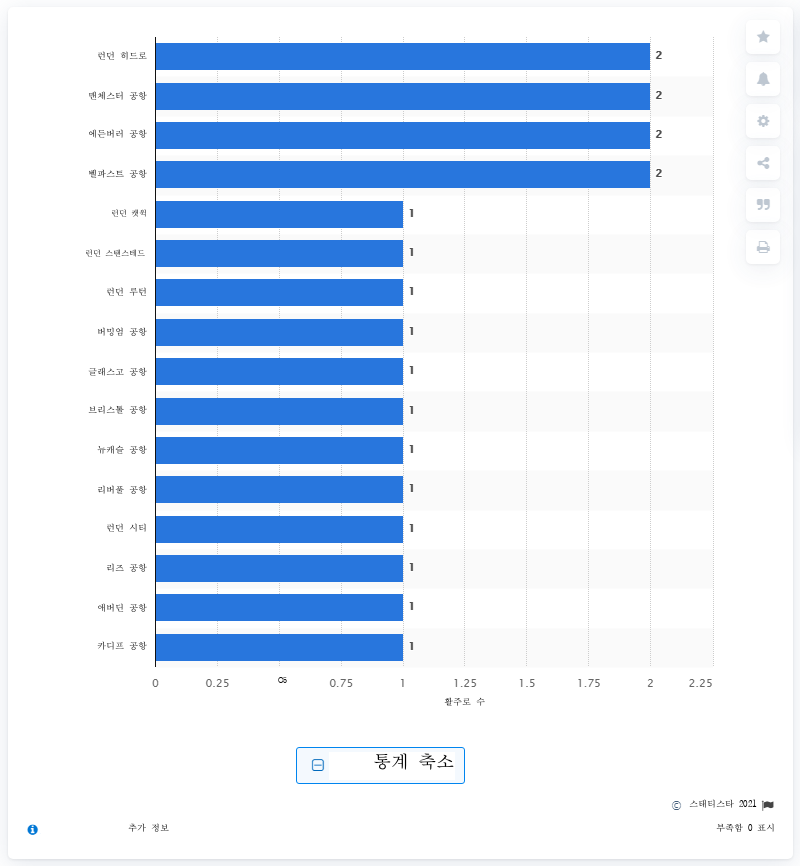 런던 히드로 2
맨체스터 공항 2
에든버러 공항 2
벨파스트 공항 2
런던 갯윅 1
런던 스탠스테드 1
런던 루턴 1
버밍엄 공항 1
글래스고 공항 1
브리스톨 공항 1
뉴캐슬 공항 1
리버풀 공항 1
런던 시티 1
리즈 공항 1
애버딘 공항 1
카디프 공항 1
0 0.25 0.75 1 1.25 1.5 1.75 2 2.25
활주로 수
통계 축소
© 스태티스타 2021
추가 정보 부족함 0 표시